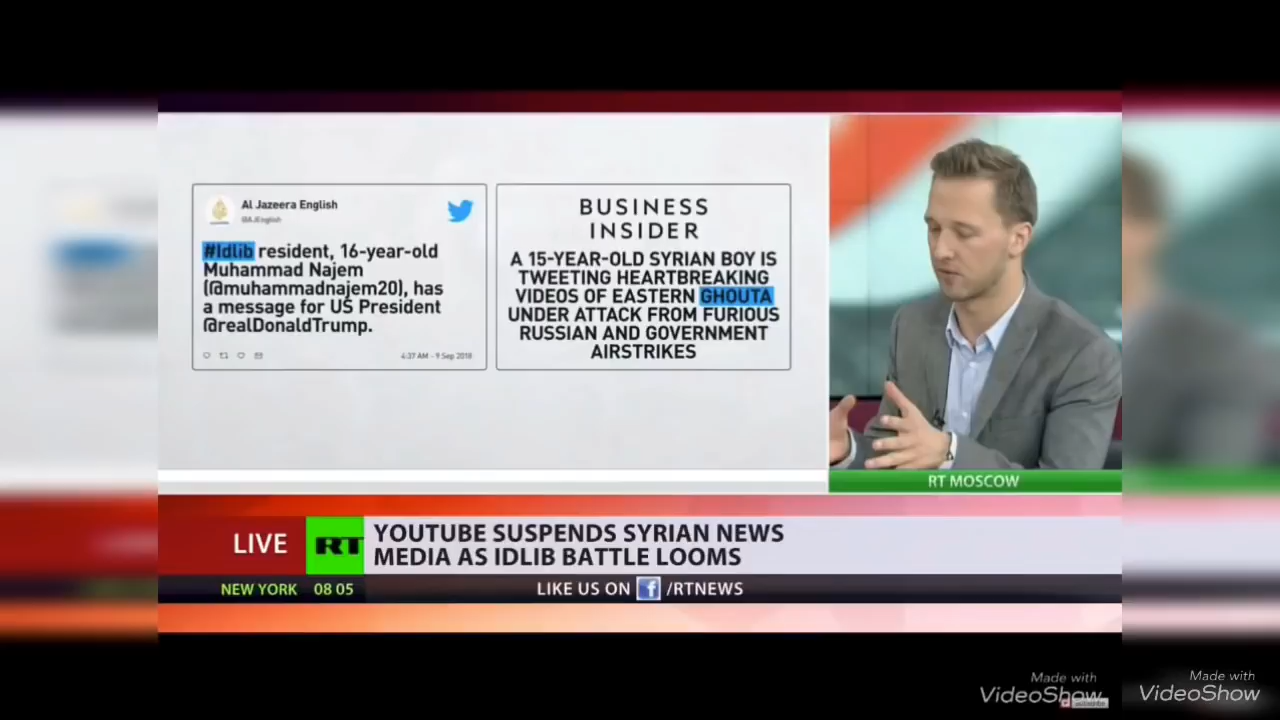 Al Jazeera English
@AJEnglish
#Idlib resident, 16-year-old
Muhammad Najem
(@muhammadnajem20), has
a message for US President
@realDonaldTrump.
4:37 AM - 9 Sep 2018
BUSINESS
INSIDER
A 15-YEAR-OLD SYRIAN BOY IS
TWEETING HEARTBREAKING
VIDEOS OF EASTERN GHOUTA
UNDER ATTACK FROM FURIOUS
RUSSIAN AND GOVERNMENT
AIRSTRIKES
RT MOSCOW
LIVE
RT
YOUTUBE SUSPENDS SYRIAN NEWS
MEDIA AS IDLIB BATTLE LOOMS
NEW YORK 08 05
LIKE US ON f /RTNEWS
Made with
VideoShow
Made with
VideoShow